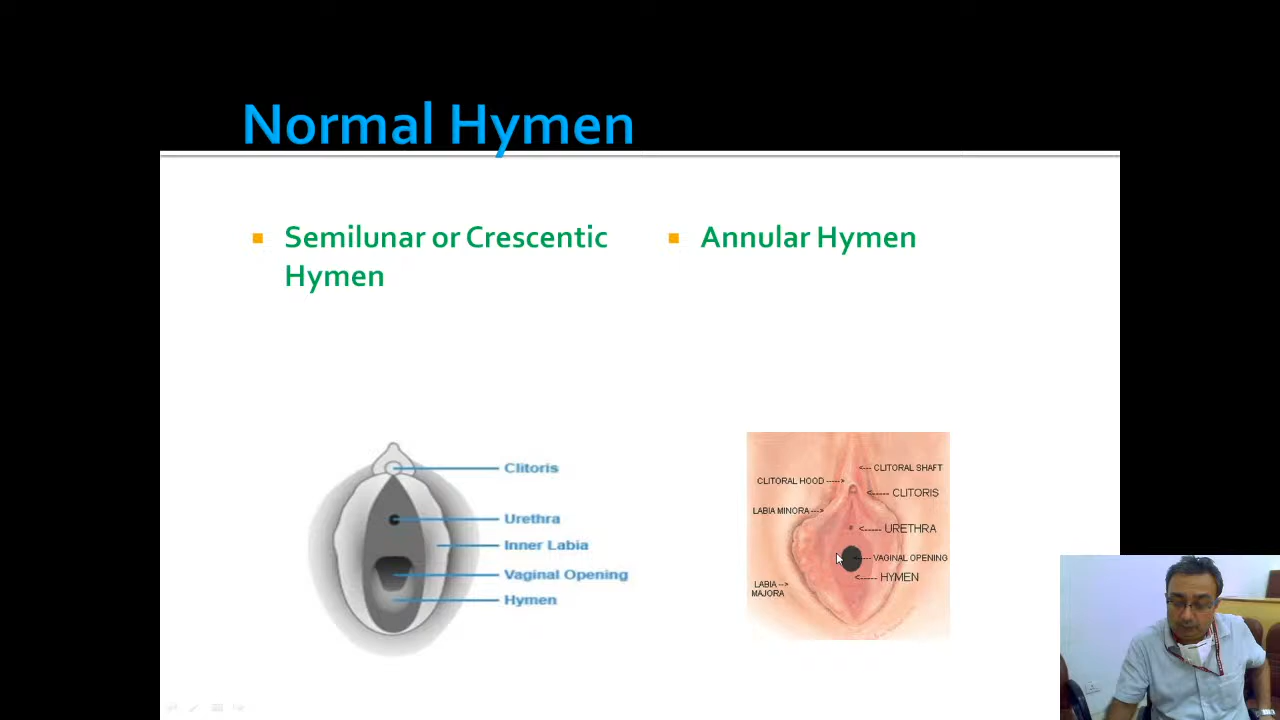 Normal Hymen
Semilunar or Crescentic
Hymen
Annular Hymen
Clitoris
Urethra
Inner Labia
Vaginal Opening
Hymen
<--- CLITORAL SHAFT
CLITORAL HOOD ----->
<----- CLITORIS
LABIA MINORA --->
<----- URETHRA
<--- VAGINAL OPENING
<----- HYMEN
LABIA -->
MAJORA